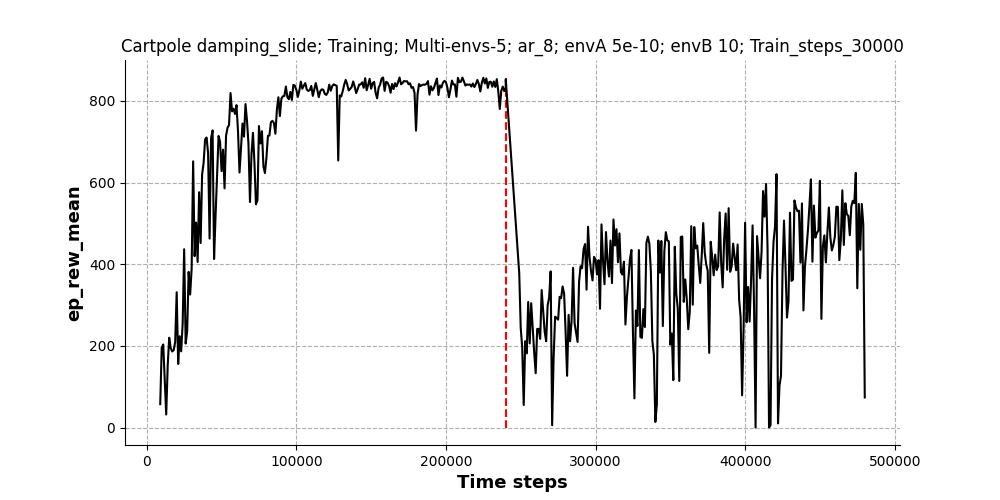 Cartpole damping_slide; Training; Multi-envs-5; ar_8; envA 5e-10; envB 10; Train_steps_30000
800
600
400
200
0
ep_rew_mean
0 100000 200000 300000 400000 500000
Time steps